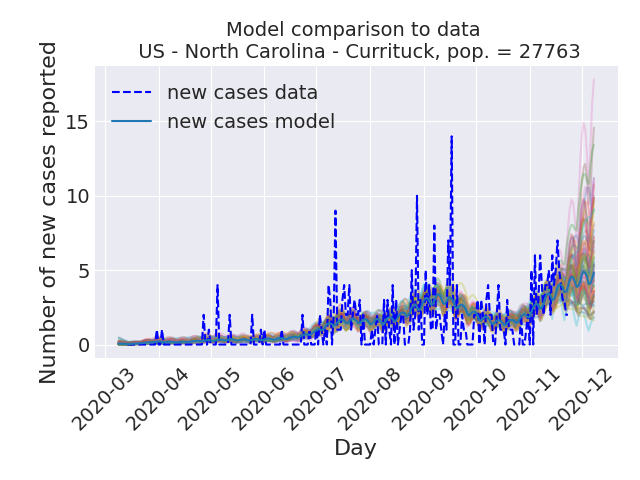 Model comparison to data
US - North Carolina - Currituck, pop. = 27763
new cases data
new cases model
Number of new cases reported
15
10
5
0
2020-03
2020-04
2020-05
2020-06
2020-07
2020-08
2020-09
2020-10
2020-11
2020-12
Day